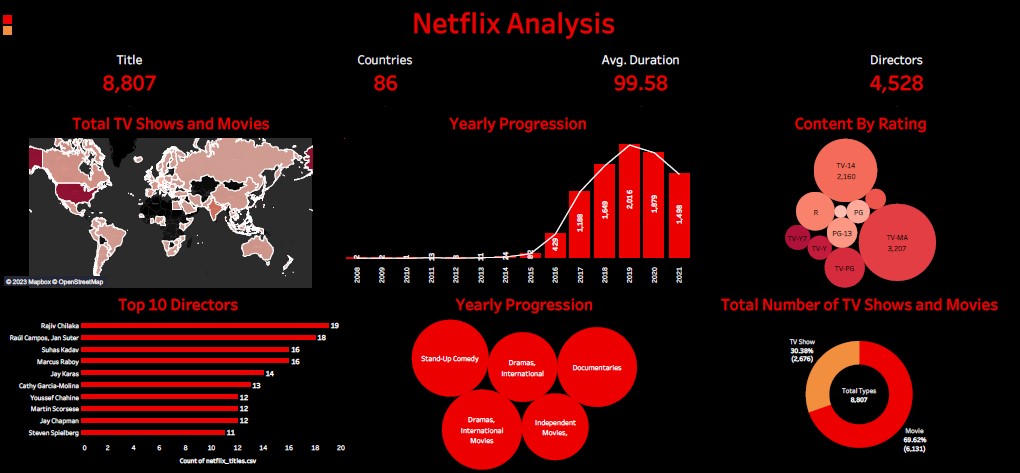 Netflix Analysis
Title
8,807
Countries
86
Avg. Duration
99.58
Directors
4,528
Total TV Shows and Movies
© 2023 Mapbox © OpenStreetMap
Yearly Progression
2
2
1
13
3
11
24
82
429
1,188
1,649
2,016
1,879
1,498
2008
2009
2010
2011
2012
2013
2014
2015
2016
2017
2018
2019
2020
2021
Content By Rating
TV-14
2,160
R
PG
PG-13
TV-MA
3,207
TV-Y7
TV-Y
TV-PG
Top 10 Directors
Rajiv Chilaka 19
Raúl Campos, Jan Suter 18
Suhas Kadav 16
Marcus Raboy 16
Jay Karas 14
Cathy Garcia-Molina 13
Youssef Chahine 12
Martin Scorsese 12
Jay Chapman 12
Steven Spielberg 11
0 2 4 6 8 10 12 14 16 18 20
Count of netflix_titles.csv
Yearly Progression
Stand-Up Comedy
Dramas,
International
Documentaries
Dramas,
International
Movies
Independent
Movies,
Total Number of TV Shows and Movies
TV Show
30.38%
(2,676)
Total Types
8,807
Movie
69.62%
(6,131)